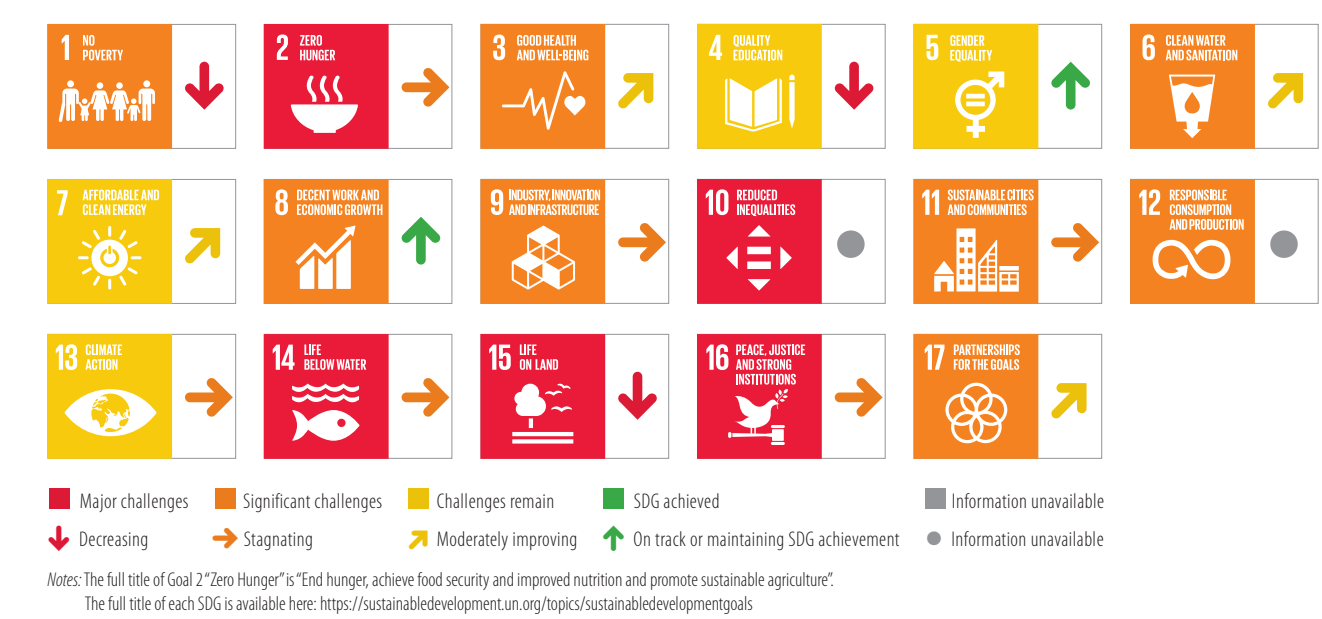 1 NO
POVERTY
2 ZERO
HUNGER
3 GOOD HEALTH
AND WELL-BEING
4 QUALITY
EDUCATION
5 GENDER
EQUALITY
6 CLEAN WATER
AND SANITATION
7 AFFORDABLE AND
CLEAN ENERGY
8 DECENT WORK AND
ECONOMIC GROWTH
9 INDUSTRY, INNOVATION
AND INFRASTRUCTURE
10 REDUCED
INEQUALITIES
11 SUSTAINABLE CITIES
AND COMMUNITIES
12 RESPONSIBLE
CONSUMPTION
AND PRODUCTION
13 CLIMATE
ACTION
14 LIFE
BELOW WATER
15 LIFE
ON LAND
16 PEACE, JUSTICE
AND STRONG
INSTITUTIONS
17 PARTNERSHIPS
FOR THE GOALS
Major challenges
Significant challenges
Challenges remain
SDG achieved
Information unavailable
Decreasing
Stagnating
Moderately improving
On track or maintaining SDG achievement
Information unavailable
Notes: The full title of Goal 2 “Zero Hunger” is “End hunger, achieve food security and improved nutrition and promote sustainable agriculture”.
The full title of each SDG is available here: https://sustainabledevelopment.un.org/topics/sustainabledevelopmentgoals